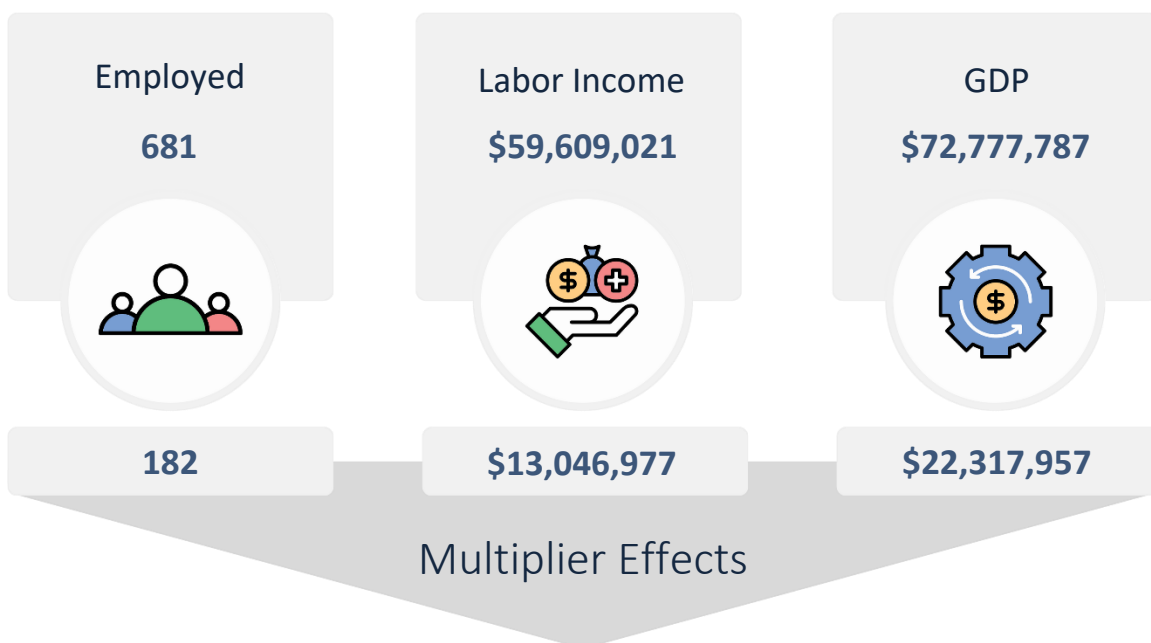 Employed
681
Labor Income
$59,609,021
GDP
$72,777,787
$
$
182
$13,046,977
$22,317,957
Multiplier Effects